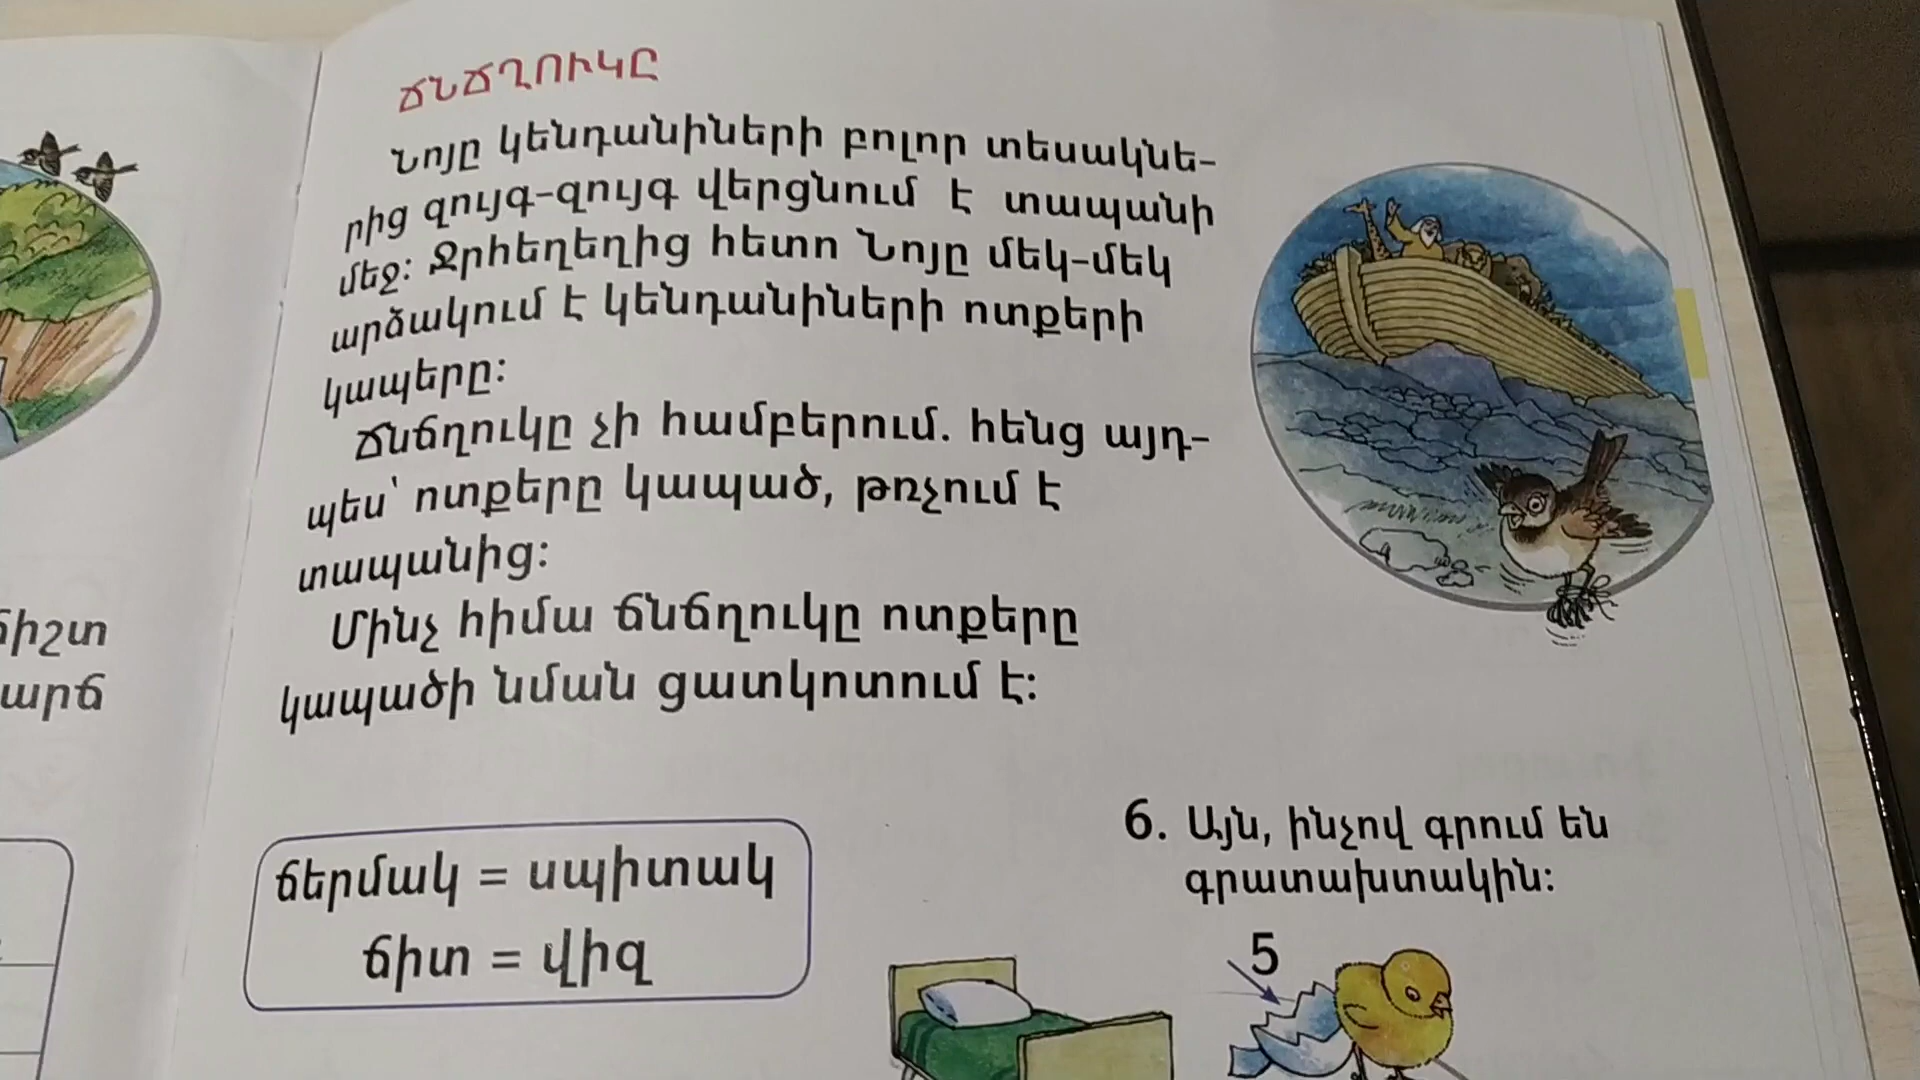 ՃՆՃՂՈՒԿԸ
Նոյը կենդանիների բոլոր տեսակնե-
րից զույգ-զույգ վերցնում է տապանի
մեջ: Ջրհեղեղից հետո Նոյը մեկ-մեկ
արձակում է կենդանիների ոտքերի
կապերը:
Ճնճղուկը չի համբերում. հենց այդ-
պես՝ ոտքերը կապած, թռչում է
տապանից:
Մինչ հիմա ճնճղուկը ոտքերը
կապածի նման ցատկոտում է:
ճերմակ = սպիտակ
ճիտ = վիզ
6. Այն, ինչով գրում են
գրատախտակին:
5